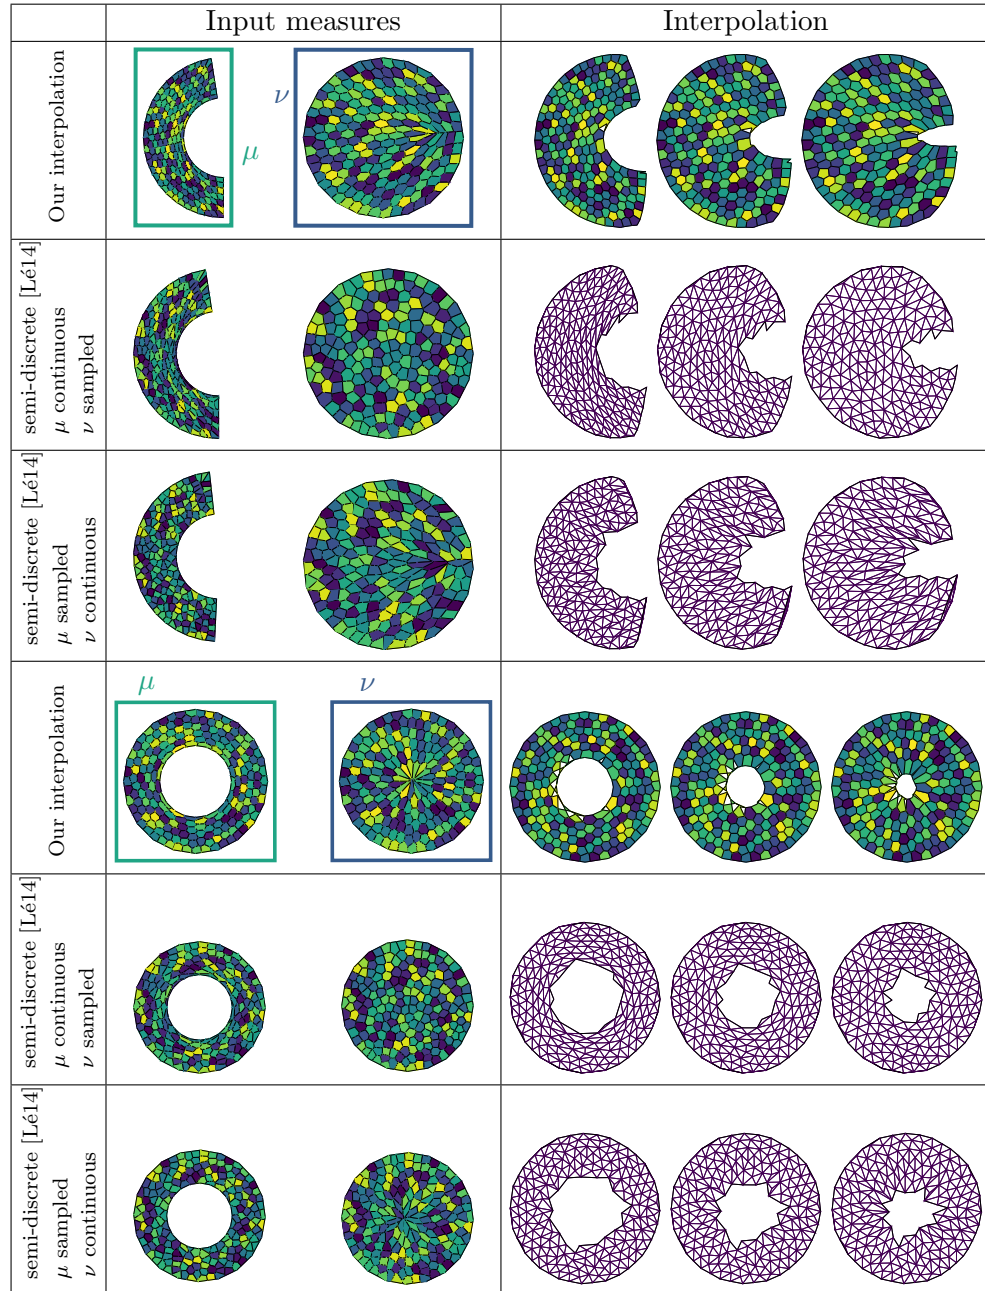 Input measures
Interpolation
Our interpolation
μ
ν
semi-discrete [Lé14]
μ continuous
ν sampled
semi-discrete [Lé14]
μ sampled
ν continuous
Our interpolation
μ
ν
semi-discrete [Lé14]
μ continuous
ν sampled
semi-discrete [Lé14]
μ sampled
ν continuous